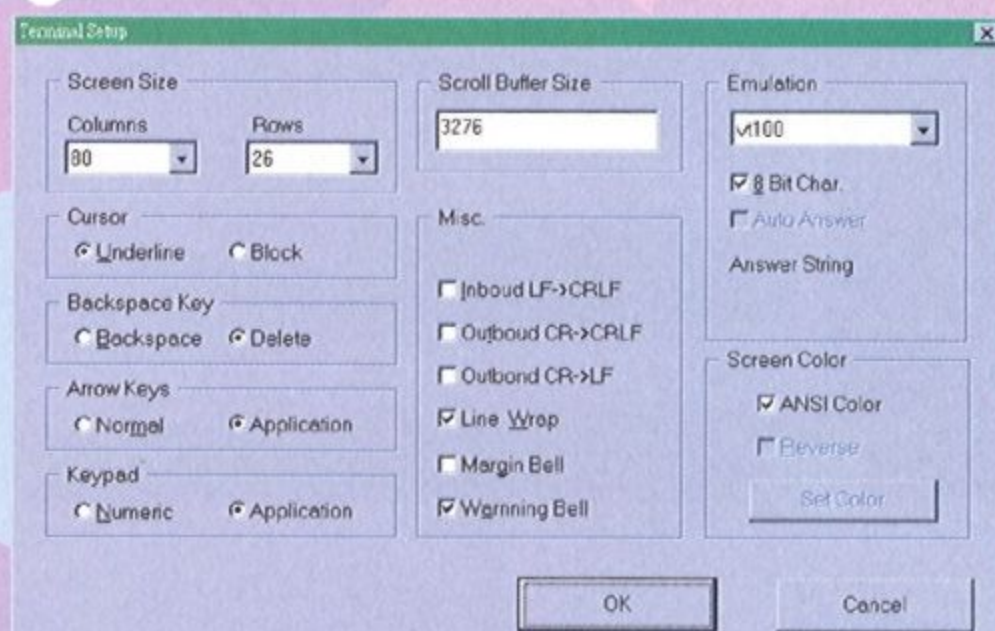 Terminal Setup
Screen Size
Columns
Rows
80
26
Cursor
Underline
Block
Backspace Key
Backspace
Delete
Arrow Keys
Normal
Application
Keypad
Numeric
Application
Scroll Buffer Size
3276
Misc.
Inboud LF->CRLF
Outboud CR->CRLF
Outbond CR->LF
Line Wrap
Margin Bell
Warnning Bell
Emulation
vt100
8 Bit Char.
Auto Answer
Answer String
Screen Color
ANSI Color
Reverse
Set Color
OK
Cancel